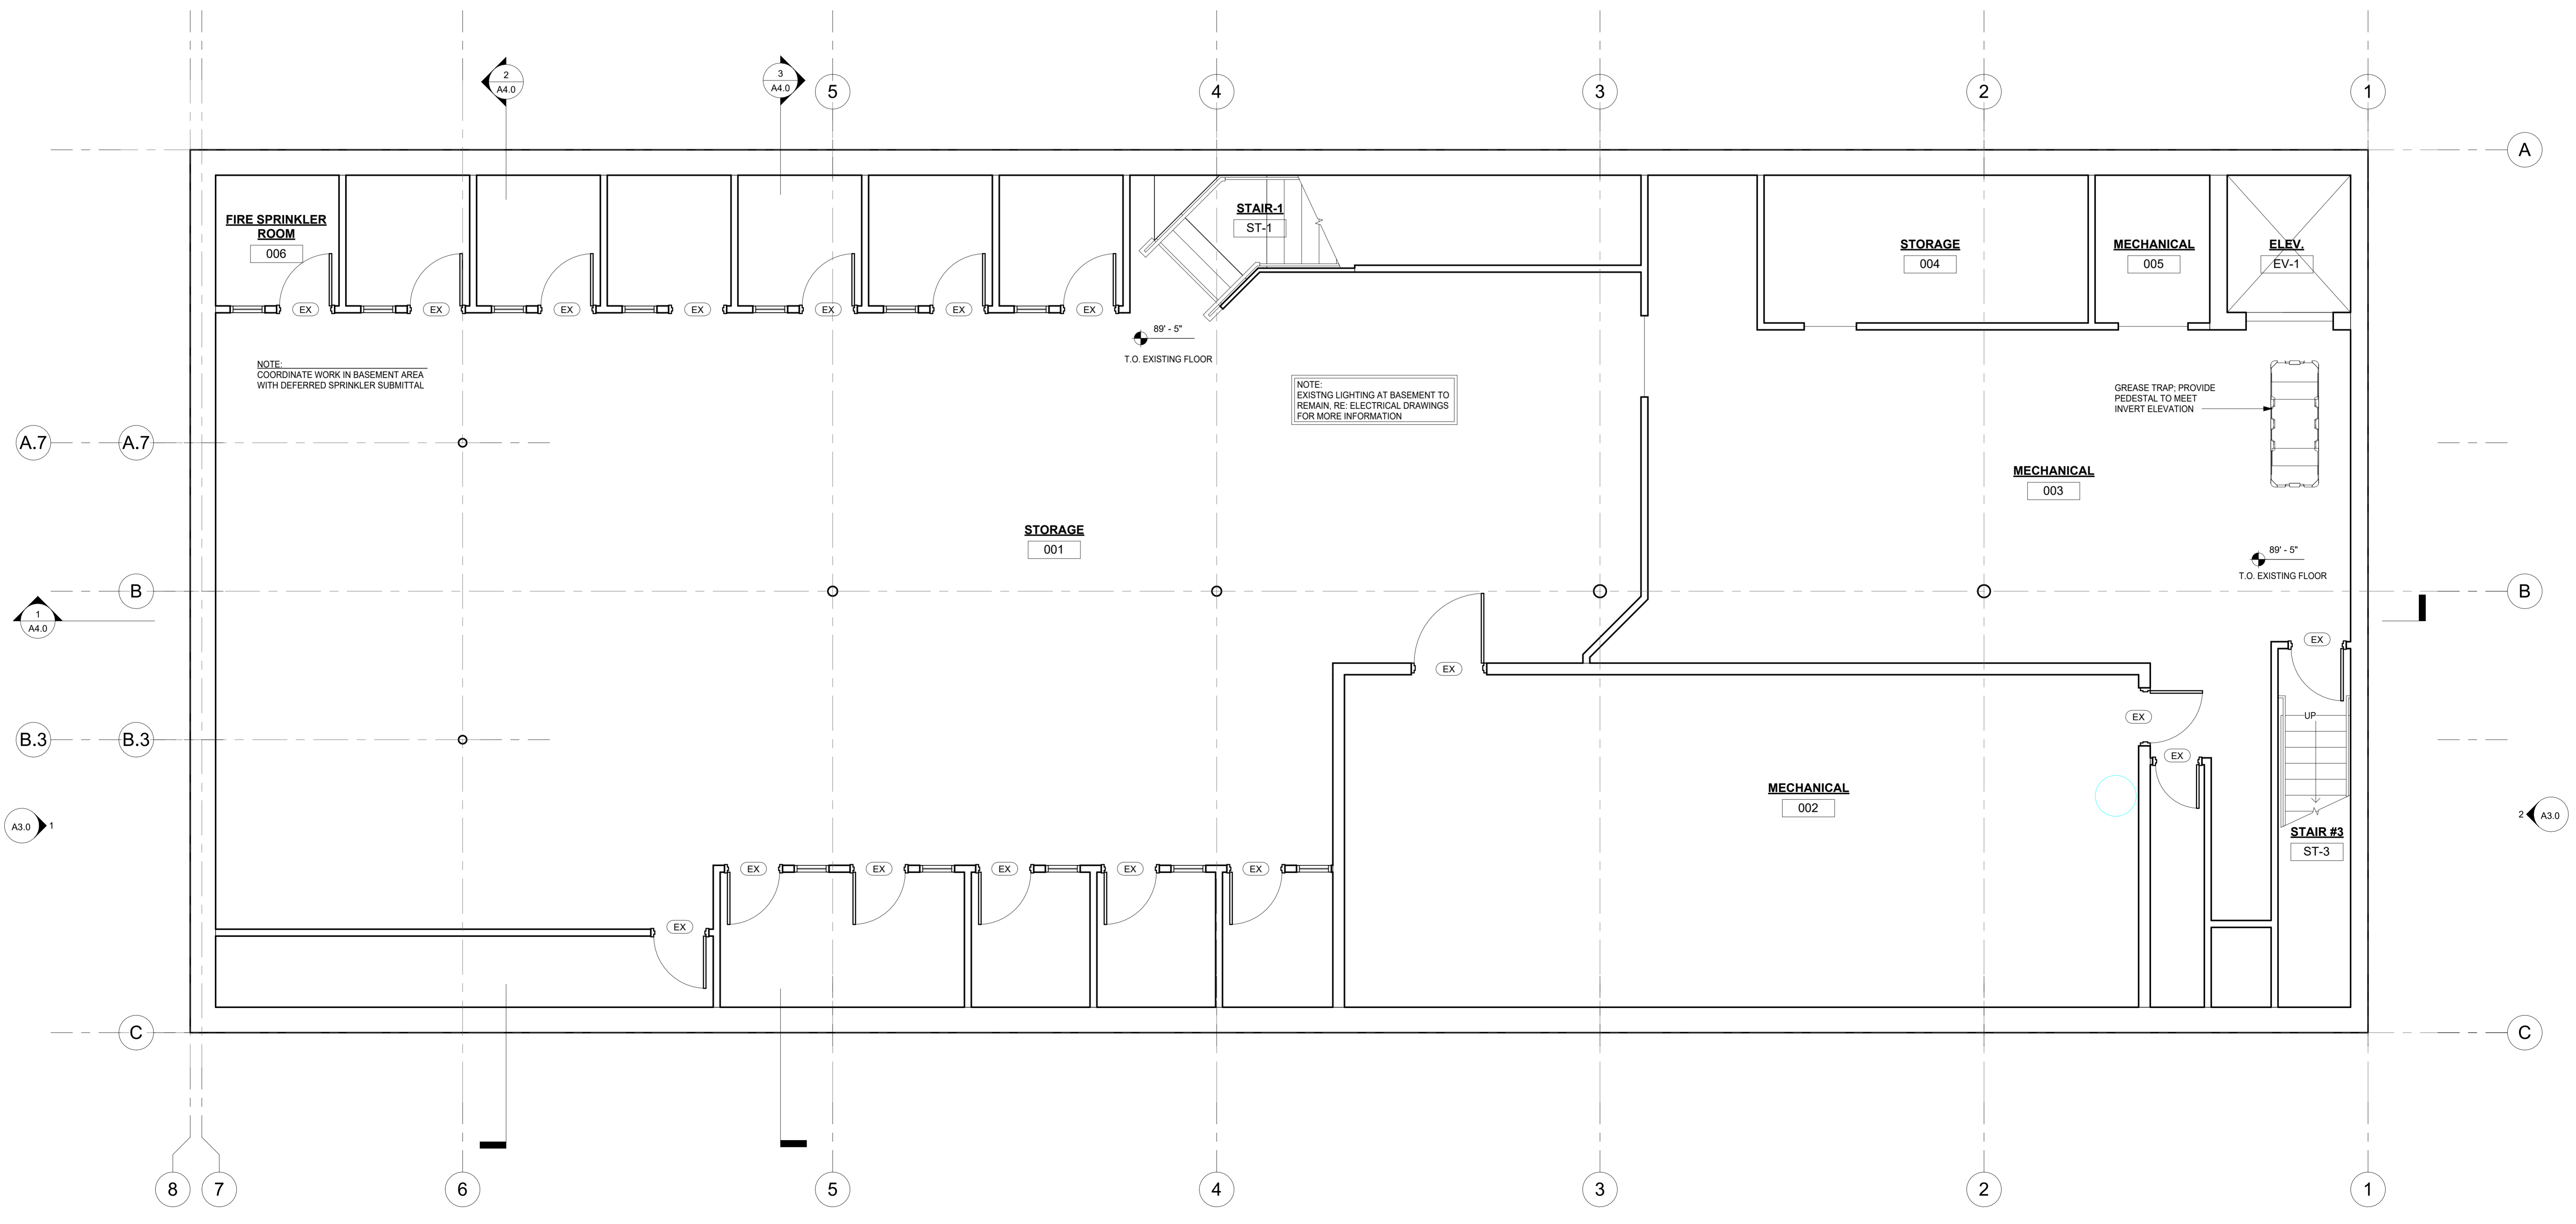 2
A4.0
3
A4.0
5
4
3
2
1
A
FIRE SPRINKLER
ROOM
006
STAIR-1
ST-1
STORAGE
004
MECHANICAL
005
ELEV.
EV-1
EX
EX
EX
EX
EX
EX
EX
89' - 5"
T.O. EXISTING FLOOR
NOTE:
COORDINATE WORK IN BASEMENT AREA
WITH DEFERRED SPRINKLER SUBMITTAL
NOTE:
EXISTNG LIGHTING AT BASEMENT TO
REMAIN, RE: ELECTRICAL DRAWINGS
FOR MORE INFORMATION
GREASE TRAP; PROVIDE
PEDESTAL TO MEET
INVERT ELEVATION
A.7
A.7
MECHANICAL
003
STORAGE
001
89' - 5"
T.O. EXISTING FLOOR
B
B
1
A4.0
EX
EX
EX
UP
B.3
B.3
EX
MECHANICAL
002
A3.0
1
2
A3.0
STAIR #3
ST-3
EX
EX
EX
EX
EX
EX
C
C
8
7
6
5
4
3
2
1